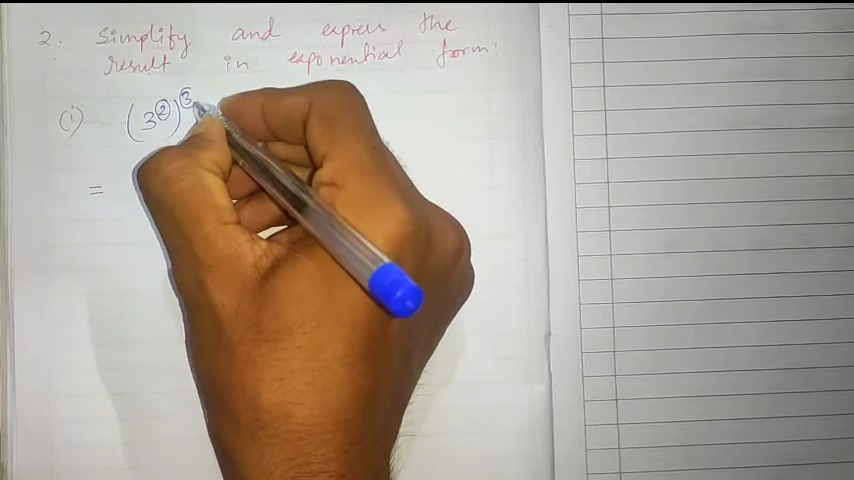 2. Simplify and express the
result in exponential form:
(i) (3²)³
=